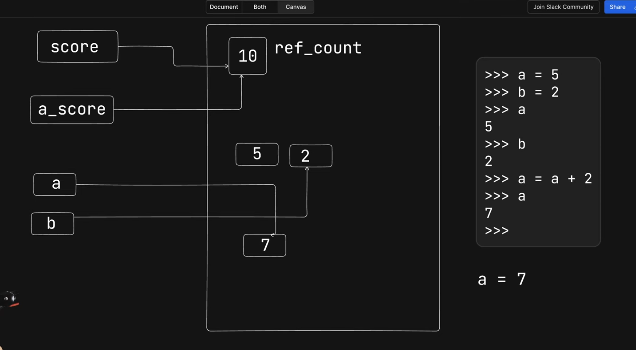 Document Both Canvas Join Slack Community Share
score
10 ref_count
a_score
5 2
a
b
7
>>> a = 5
>>> b = 2
>>> a
5
>>> b
2
>>> a = a + 2
>>> a
7
>>>
a = 7